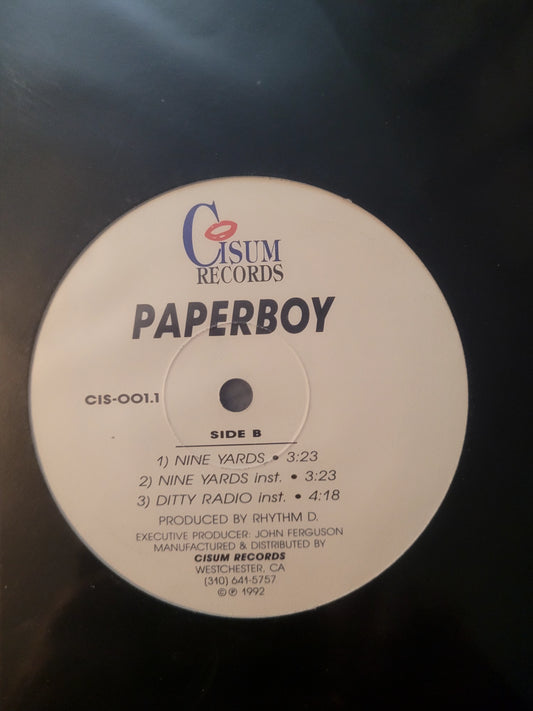 CISUM
RECORDS
PAPERBOY
CIS-001.1
SIDE B
1) NINE YARDS • 3:23
2) NINE YARDS inst. • 3:23
3) DITTY RADIO inst. • 4:18
PRODUCED BY RHYTHM D.
EXECUTIVE PRODUCER: JOHN FERGUSON
MANUFACTURED & DISTRIBUTED BY
CISUM RECORDS
WESTCHESTER, CA
(310) 641-5757
©℗ 1992